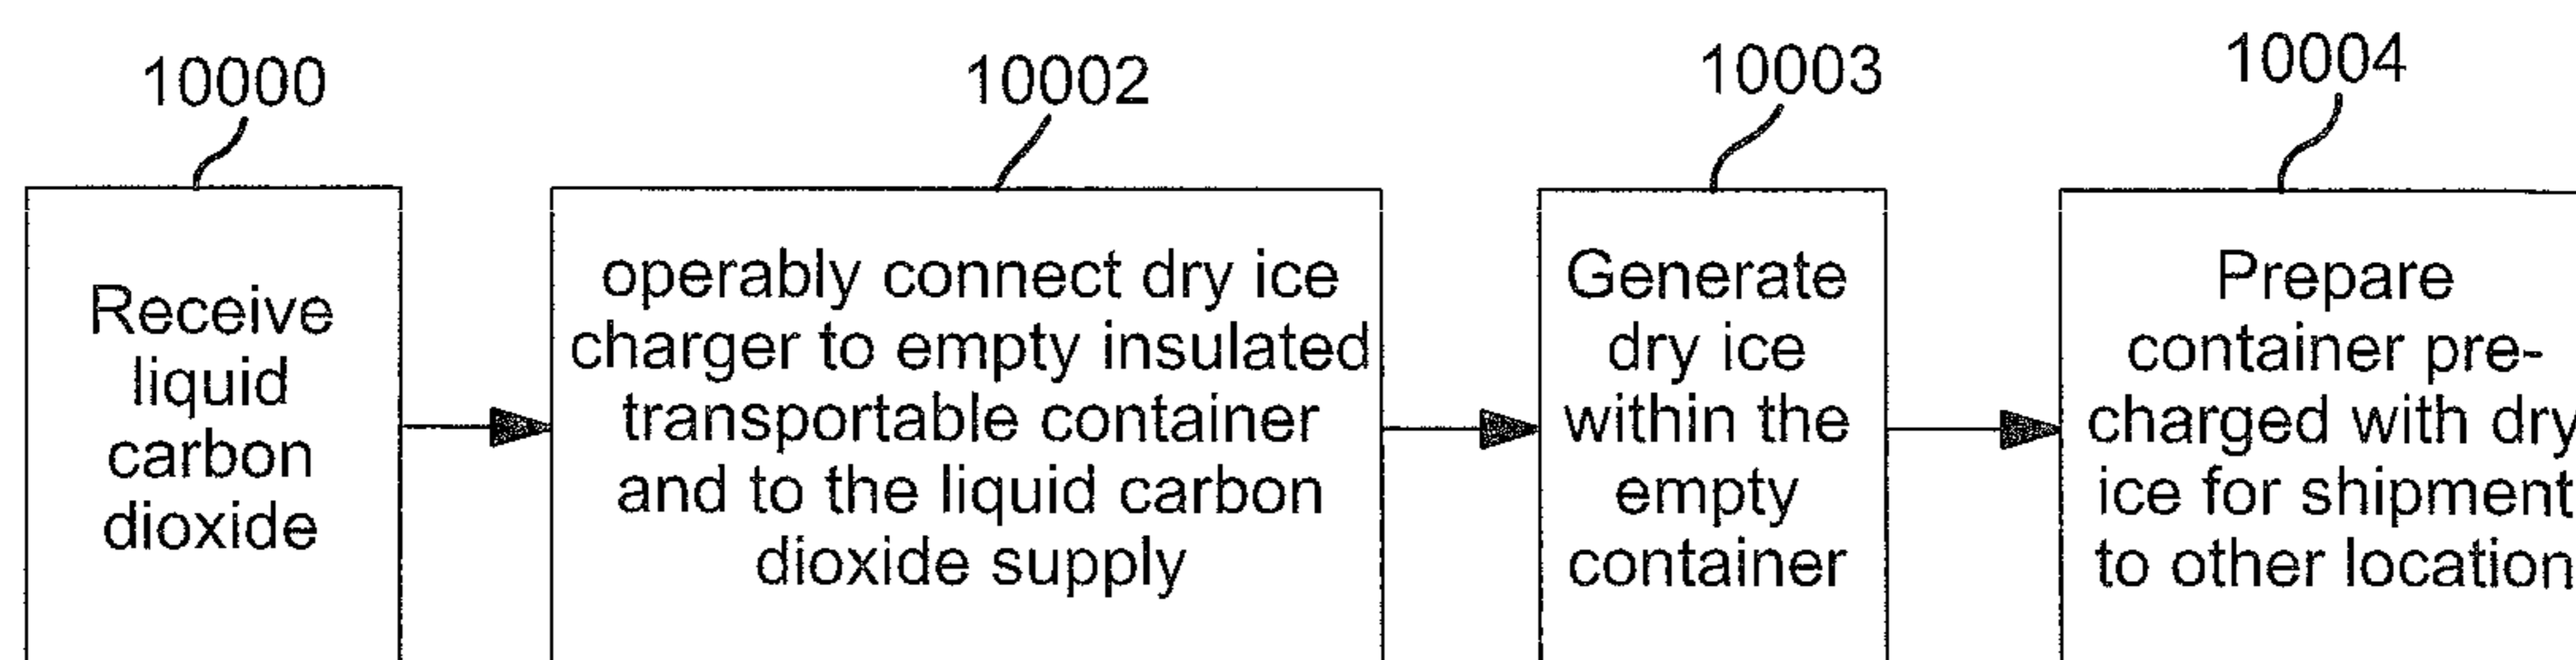 10000
10002
10003
10004
Receive
liquid
carbon
dioxide
operably connect dry ice
charger to empty insulated
transportable container
and to the liquid carbon
dioxide supply
Generate
dry ice
within the
empty
container
Prepare
container pre-
charged with dry
ice for shipment
to other location